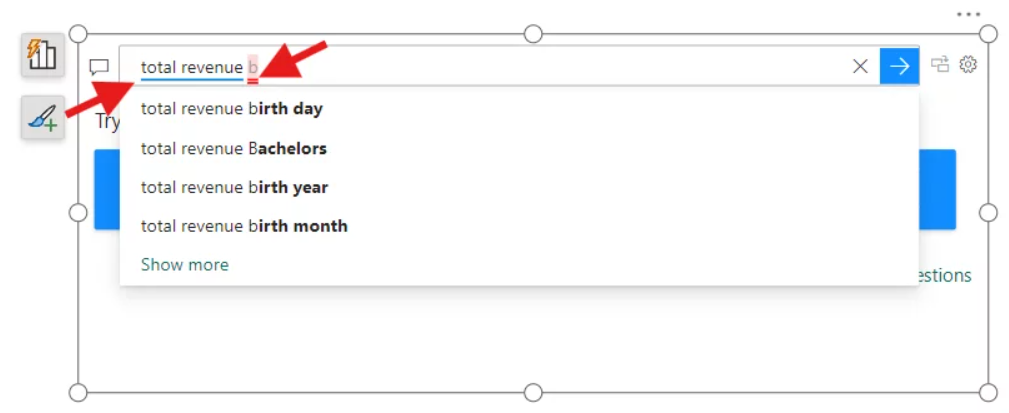 total revenue b
Try
total revenue birth day
total revenue Bachelors
total revenue birth year
total revenue birth month
Show more
estions